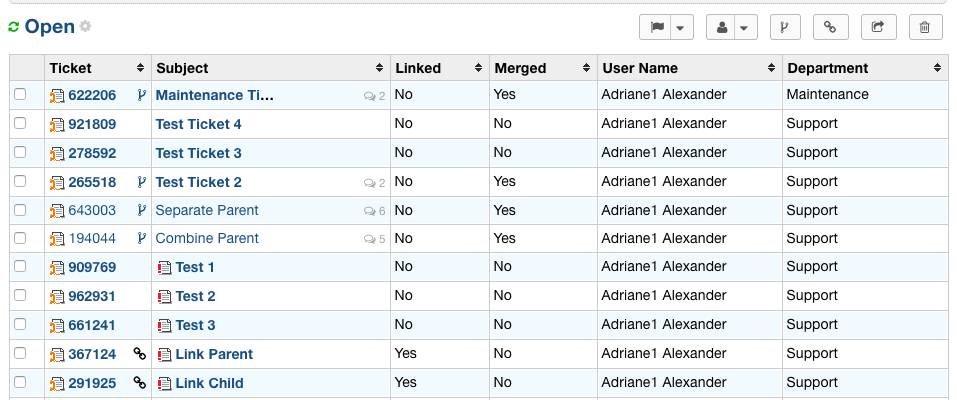 Open
Ticket Subject Linked Merged User Name Department
622206 Maintenance Ti... 2 No Yes Adriane1 Alexander Maintenance
921809 Test Ticket 4 No No Adriane1 Alexander Support
278592 Test Ticket 3 No No Adriane1 Alexander Support
265518 Test Ticket 2 2 No Yes Adriane1 Alexander Support
643003 Separate Parent 6 No Yes Adriane1 Alexander Support
194044 Combine Parent 5 No Yes Adriane1 Alexander Support
909769 Test 1 No No Adriane1 Alexander Support
962931 Test 2 No No Adriane1 Alexander Support
661241 Test 3 No No Adriane1 Alexander Support
367124 Link Parent Yes No Adriane1 Alexander Support
291925 Link Child Yes No Adriane1 Alexander Support